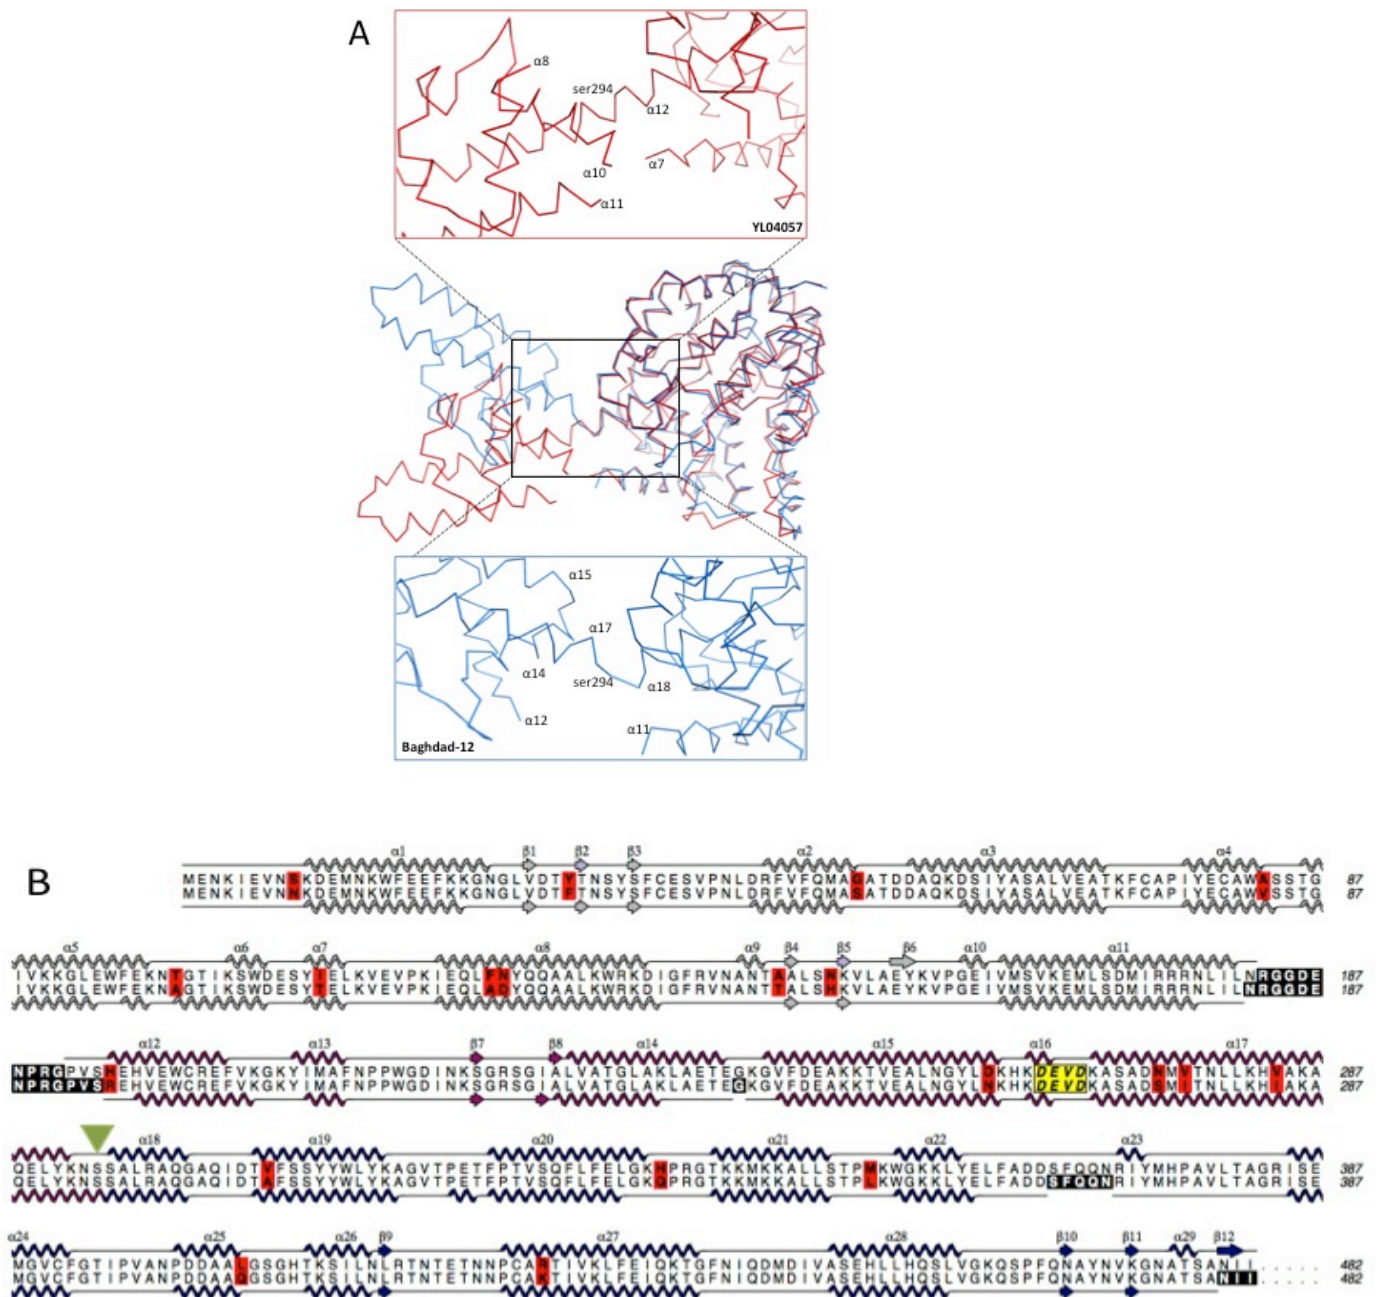 A
α8
ser294
α12
α10
α7
α11
YL04057
α15
α17
α14
ser294
α18
α12
α11
Baghdad-12
B
α1 β1 β2 β3 α2 α3 α4
MENKIEVNSKDEMNKWFEEFKKGNGLVDTYTNSYSFCESVPNLDRFVFQMAGATDDAQKDSIYASALVEATKFCAPIYECAWASSTG 87
MENKIEVNNKDEMNKWFEEFKKGNGLVDTFTNSYSFCESVPNLDRFVFQMASATDDAQKDSIYASALVEATKFCAPIYECAWVSSTG 87
α5 α6 α7 α8 α9 β4 β5 β6 α10 α11
IVKKGLEWFEKNTGTIKSWDESYIELKVEVPKIEQLFNYQQAALKWRKDIGFRVNANTAALSNKVLAEYKVPGEIVMSVKEMLSDMIRRRNLILNRGGDE 187
IVKKGLEWFEKNAGTIKSWDESYTELKVEVPKIEQLADYQQAALKWRKDIGFRVNANTTALSHKVLAEYKVPGEIVMSVKEMLSDMIRRRNLILNRGGDE 187
α12 α13 β7 β8 α14 α15 α16 α17
NPRGPVSHEHVEWCREFVKGKYIMAFNPPWGDINKSGRSGIALVATGLAKLAETEGKGVFDEAKKTVEALNGYLDKHKDEVDKASADNMVTNLLKHVAKA 287
NPRGPVSREHVEWCREFVKGKYIMAFNPPWGDINKSGRSGIALVATGLAKLAETEGKGVFDEAKKTVEALNGYLNKHKDEVDKASADSMITNLLKHIAKA 287
α18 α19 α20 α21 α22 α23
QELYKNSSALRAQGAQIDTVFSSYYWLYKAGVTPETFPTVSQFLFELGKHPRGTKKMKKALLSTPMKWGKKLYELFADDSFQQNRIYMHPAVLTAGRISE 387
QELYKNSSALRAQGAQIDTAFSSYYWLYKAGVTPETFPTVSQFLFELGKQPRGTKKMKKALLSTPLKWGKKLYELFADDSFQQNRIYMHPAVLTAGRISE 387
α24 α25 α26 β9 α27 α28 β10 β11 α29 β12
MGVCFGTIPVANPDDAALGSGHTKSILNLRTNTETNNPCARTIVKLFEIQKTGFNIQDMDIVASEHLLHQSLVGKQSPFQNAYNVKGNATSANII..... 482
MGVCFGTIPVANPDDAAQGSGHTKSILNLRTNTETNNPCAKTIVKLFEIQKTGFNIQDMDIVASEHLLHQSLVGKQSPFQNAYNVKGNATSANII..... 482